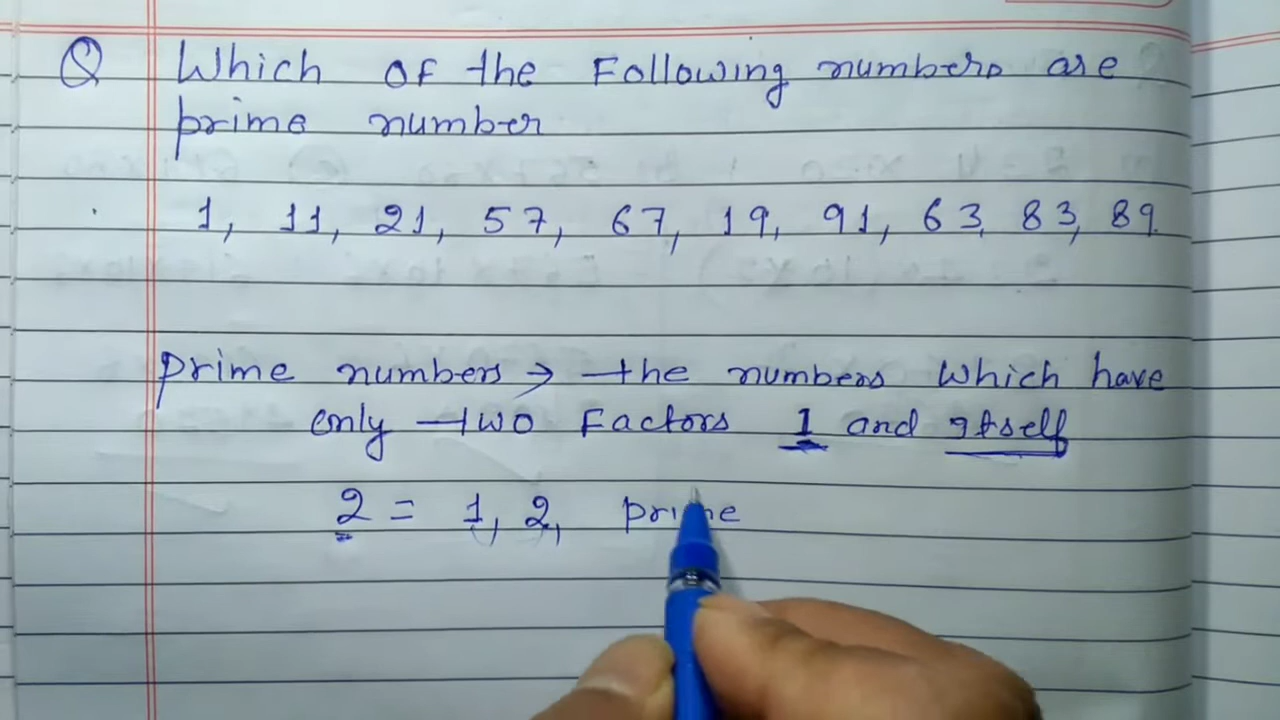 Q Which of the Following numbers are
prime number
1, 11, 21, 57, 67, 19, 91, 63, 83, 89.
prime numbers → the numbers which have
only two Factors 1 and itself
2 = 1, 2, prime